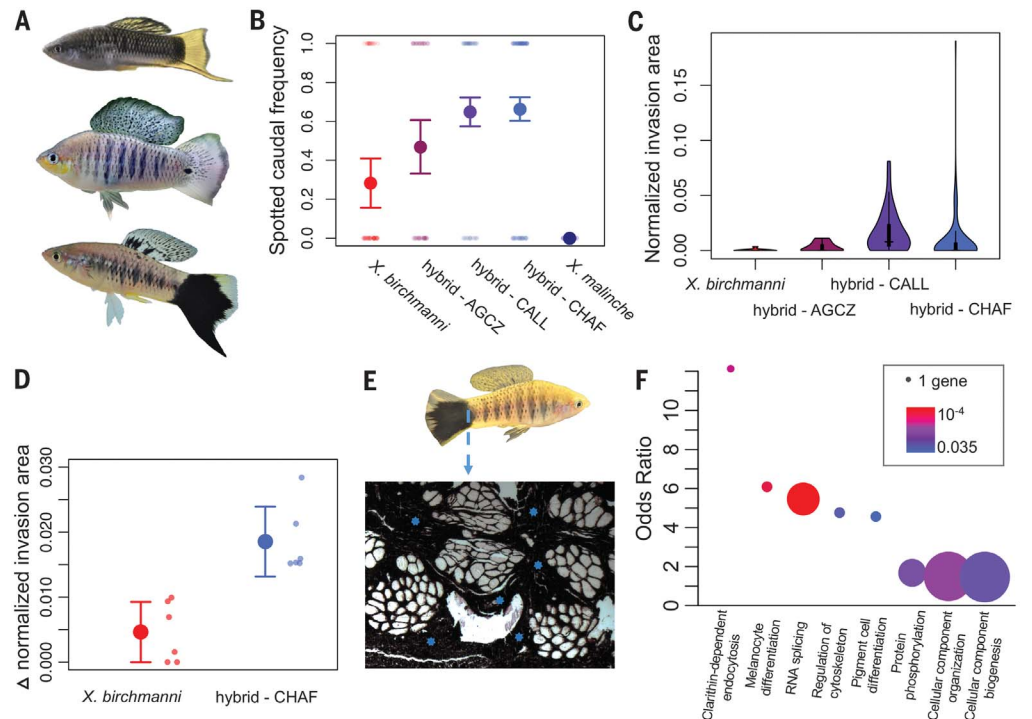 A
B
Spotted caudal frequency
1.0
0.8
0.6
0.4
0.2
0.0
X. birchmanni
hybrid - AGCZ
hybrid - CALL
hybrid - CHAF
X. malinche
C
Normalized invasion area
0.15
0.10
0.05
0.00
X. birchmanni
hybrid - CALL
hybrid - AGCZ
hybrid - CHAF
D
Δ normalized invasion area
0.030
0.020
0.010
0.000
X. birchmanni
hybrid - CHAF
E
F
Odds Ratio
10
8
6
4
2
0
1 gene
10-4
0.035
Clarithin-dependent
endocytosis
Melanocyte
differentiation
RNA splicing
Regulation of
cytoskeleton
Pigment cell
differentiation
Protein
phosphorylation
Cellular component
organization
Cellular component
biogenesis